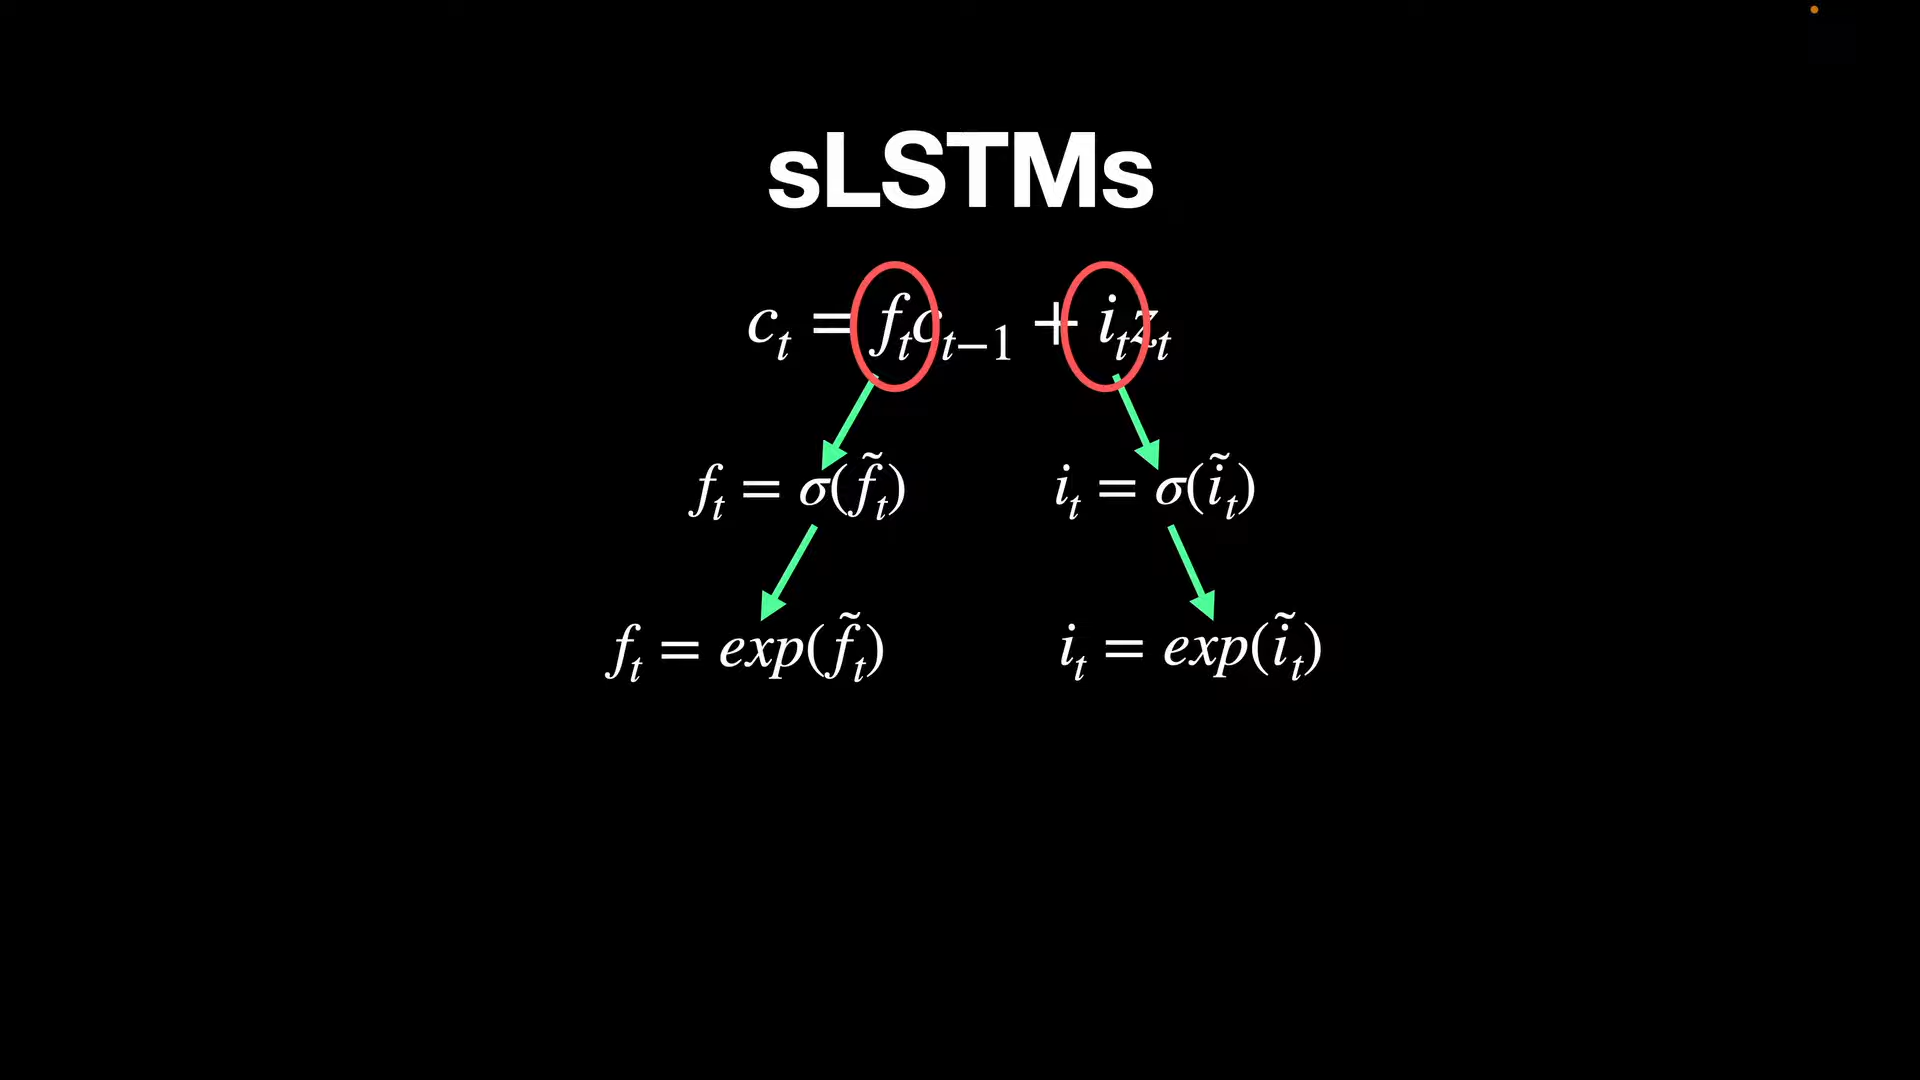 sLSTMs
c_t = f_t c_{t−1} + i_t z_t
f_t = σ(f̃_t) i_t = σ(ĩ_t)
f_t = exp(f̃_t) i_t = exp(ĩ_t)